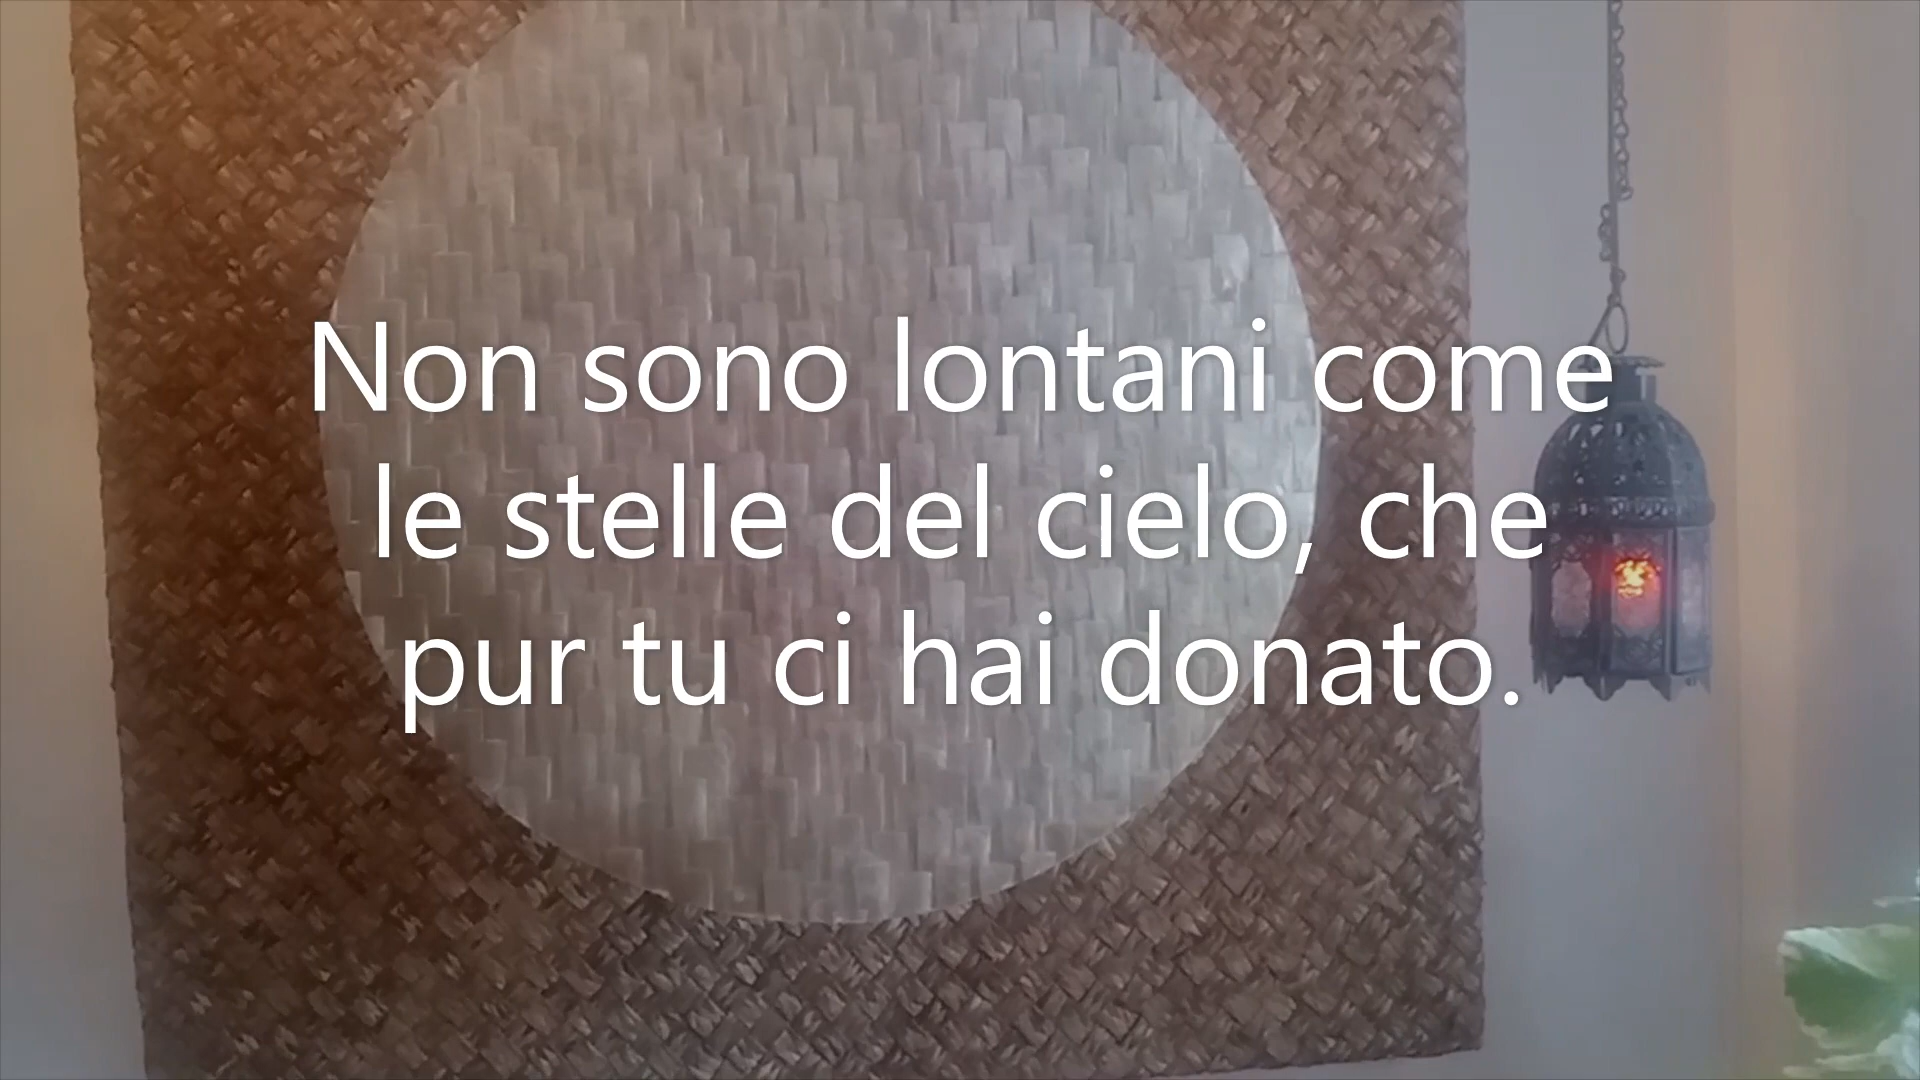 Non sono lontani come
le stelle del cielo, che
pur tu ci hai donato.